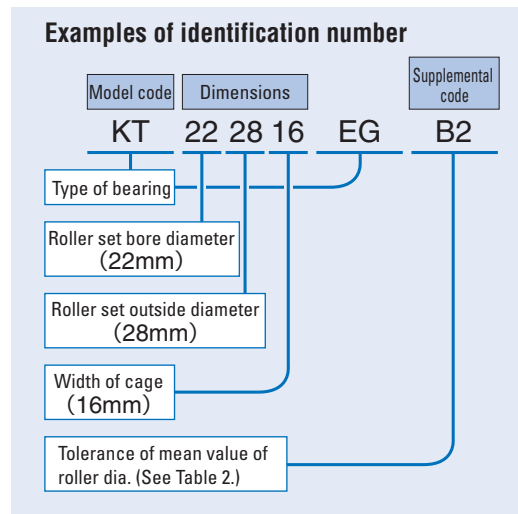 Examples of identification number
Model code Dimensions Supplemental
code
KT 22 28 16 EG B2
Type of bearing
Roller set bore diameter
(22mm)
Roller set outside diameter
(28mm)
Width of cage
(16mm)
Tolerance of mean value of
roller dia. (See Table 2.)